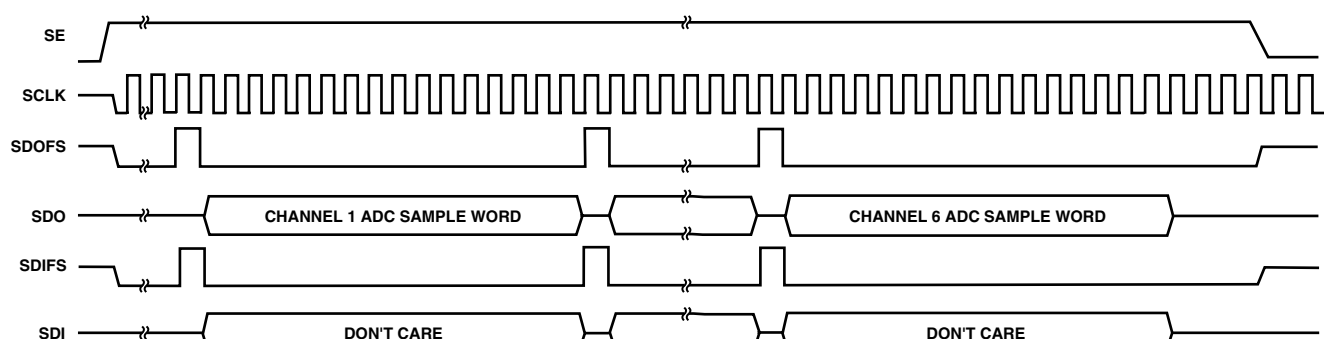 SE
SCLK
SDOFS
SDO
CHANNEL 1 ADC SAMPLE WORD
CHANNEL 6 ADC SAMPLE WORD
SDIFS
SDI
DON'T CARE
DON'T CARE